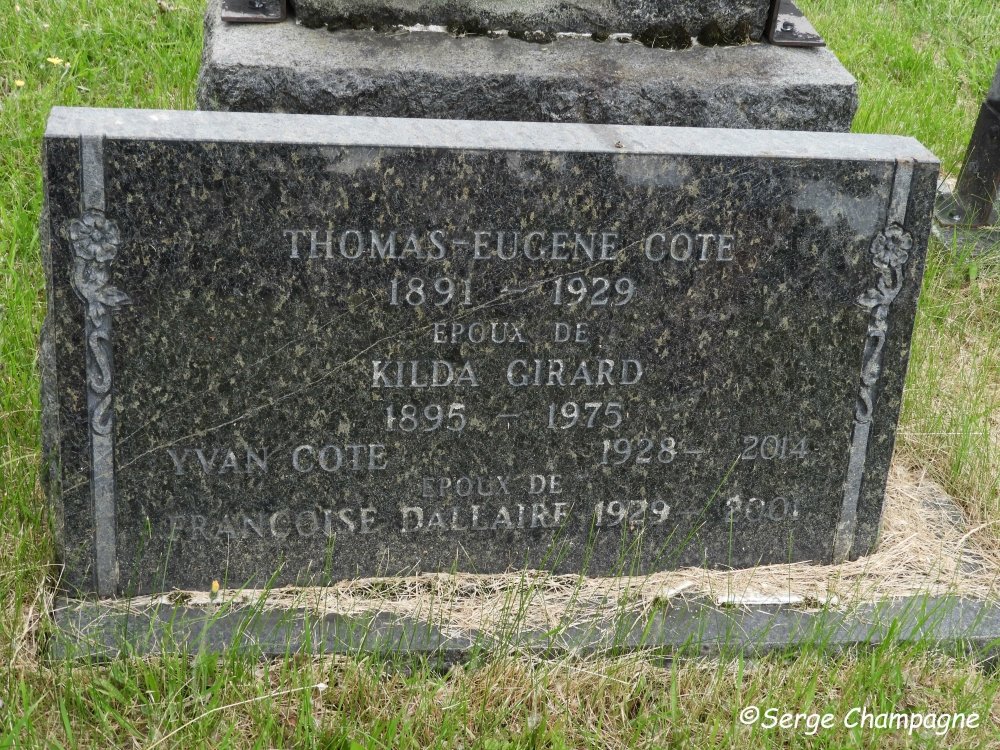 THOMAS-EUGENE COTE
1891 - 1929
EPOUX DE
KILDA GIRARD
1895 - 1975
YVAN COTE 1928 - 2014
EPOUX DE
FRANCOISE DALLAIRE 1929 - 2001
©Serge Champagne